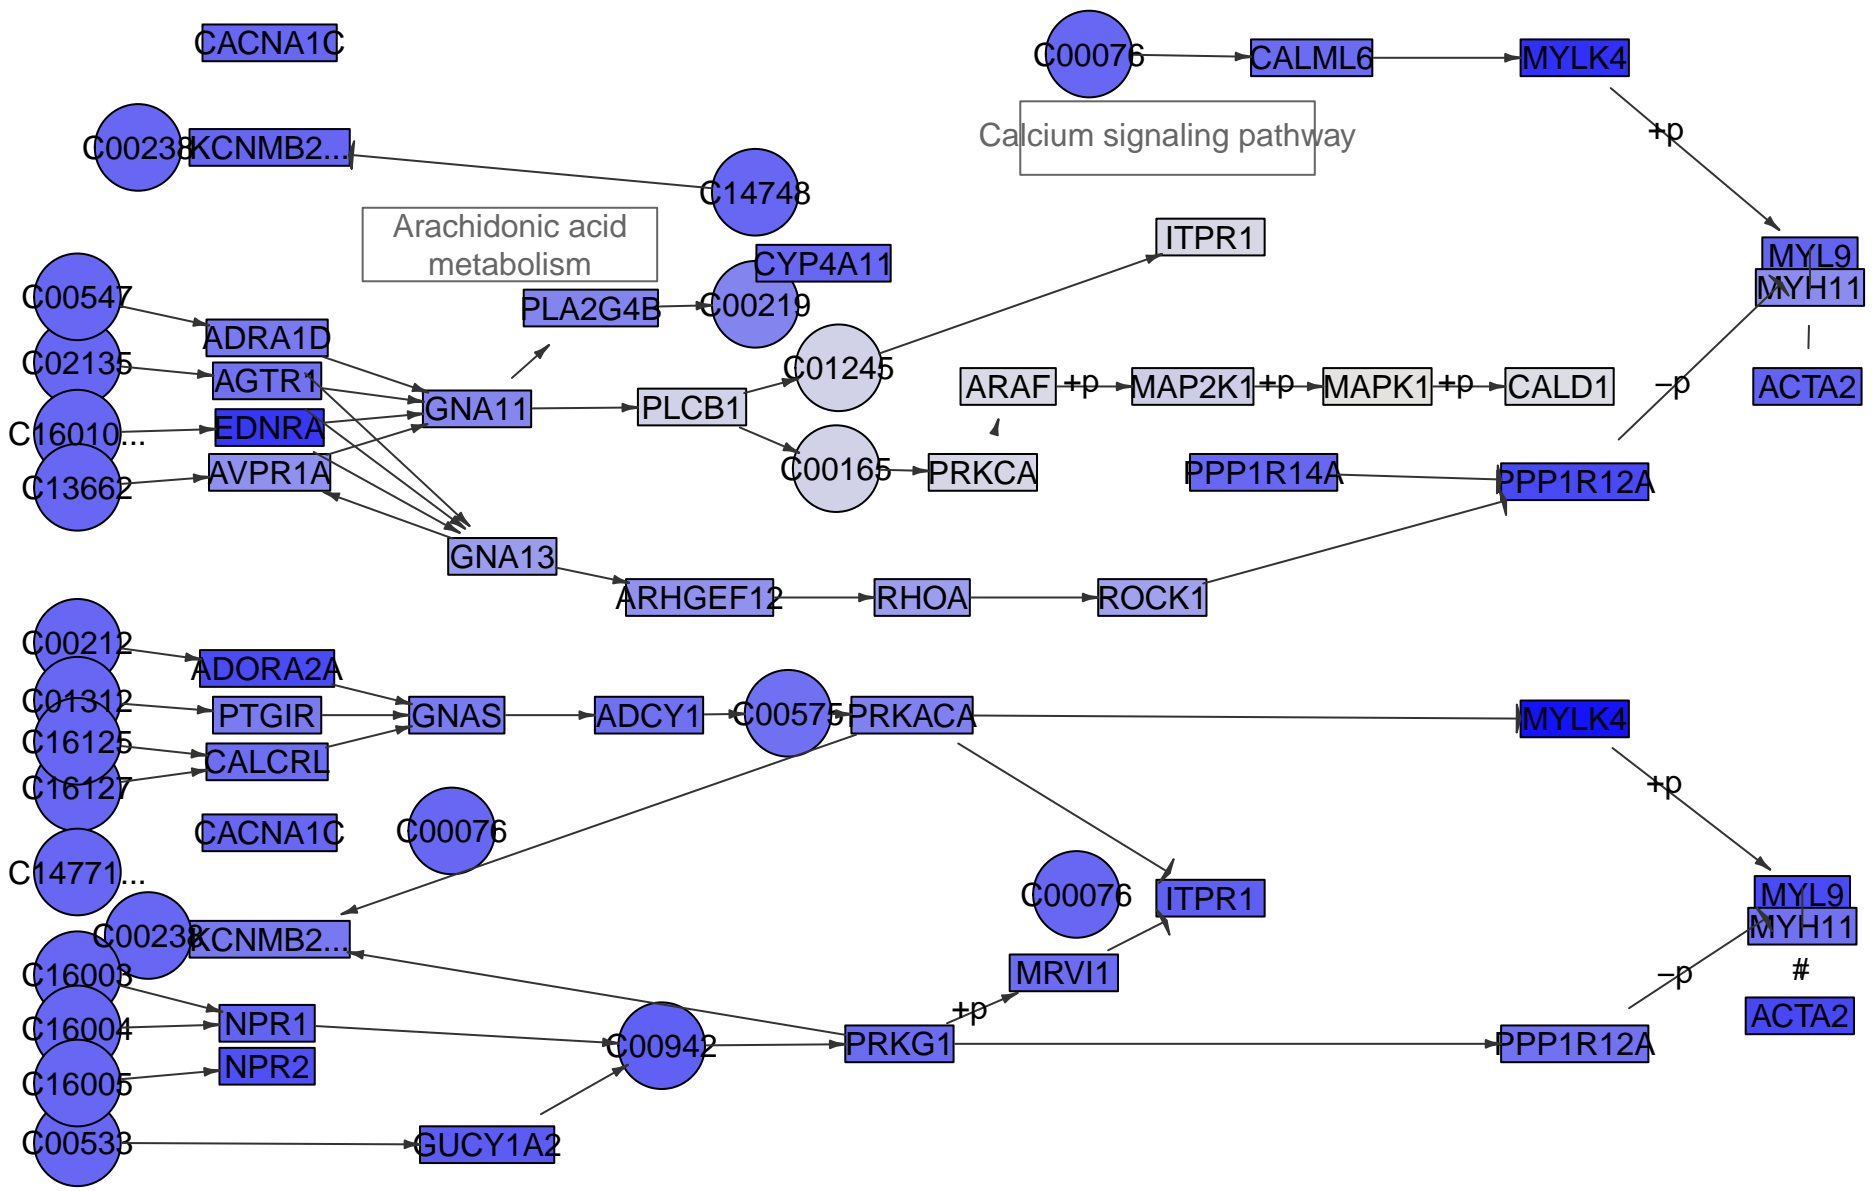 CACNA1C
C00076
CALML6
MYLK4
+p
C00238
KCNMB2...
Calcium signaling pathway
C14748
Arachidonic acid
metabolism
ITPR1
MYL9
MYH11
CYP4A11
C00547
PLA2G4B
C00219
ADRA1D
C02135
AGTR1
C01245
ARAF
+p
MAP2K1
+p
MAPK1
+p
CALD1
–p
ACTA2
GNA11
PLCB1
C16010...
EDNRA
AVPR1A
C13662
C00165
PRKCA
PPP1R14A
PPP1R12A
GNA13
ARHGEF12
RHOA
ROCK1
C00212
ADORA2A
C01312
PTGIR
GNAS
ADCY1
C00575
PRKACA
MYLK4
C16125
CALCRL
C16127
+p
CACNA1C
C00076
C14771...
C00076
ITPR1
MYL9
MYH11
C00238
KCNMB2...
C16003
MRVI1
+p
–p
#
ACTA2
C16004
NPR1
C00942
PRKG1
PPP1R12A
NPR2
C16005
C00533
GUCY1A2